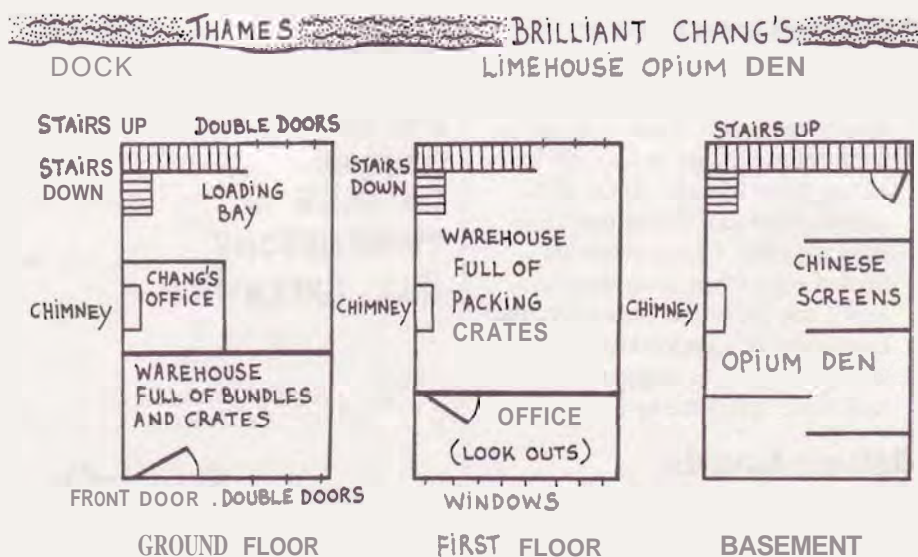 THAMES
BRILLIANT CHANG'S
DOCK
LIMEHOUSE OPIUM DEN
STAIRS UP
DOUBLE DOORS
STAIRS
DOWN
LOADING
BAY
CHANG'S
OFFICE
CHIMNEY
WAREHOUSE
FULL OF BUNDLES
AND CRATES
FRONT DOOR . DOUBLE DOORS
GROUND FLOOR
STAIRS
DOWN
WAREHOUSE
FULL OF
PACKING
CRATES
CHIMNEY
OFFICE
(LOOK OUTS)
WINDOWS
FIRST FLOOR
STAIRS UP
CHINESE
SCREENS
CHIMNEY
OPIUM DEN
BASEMENT